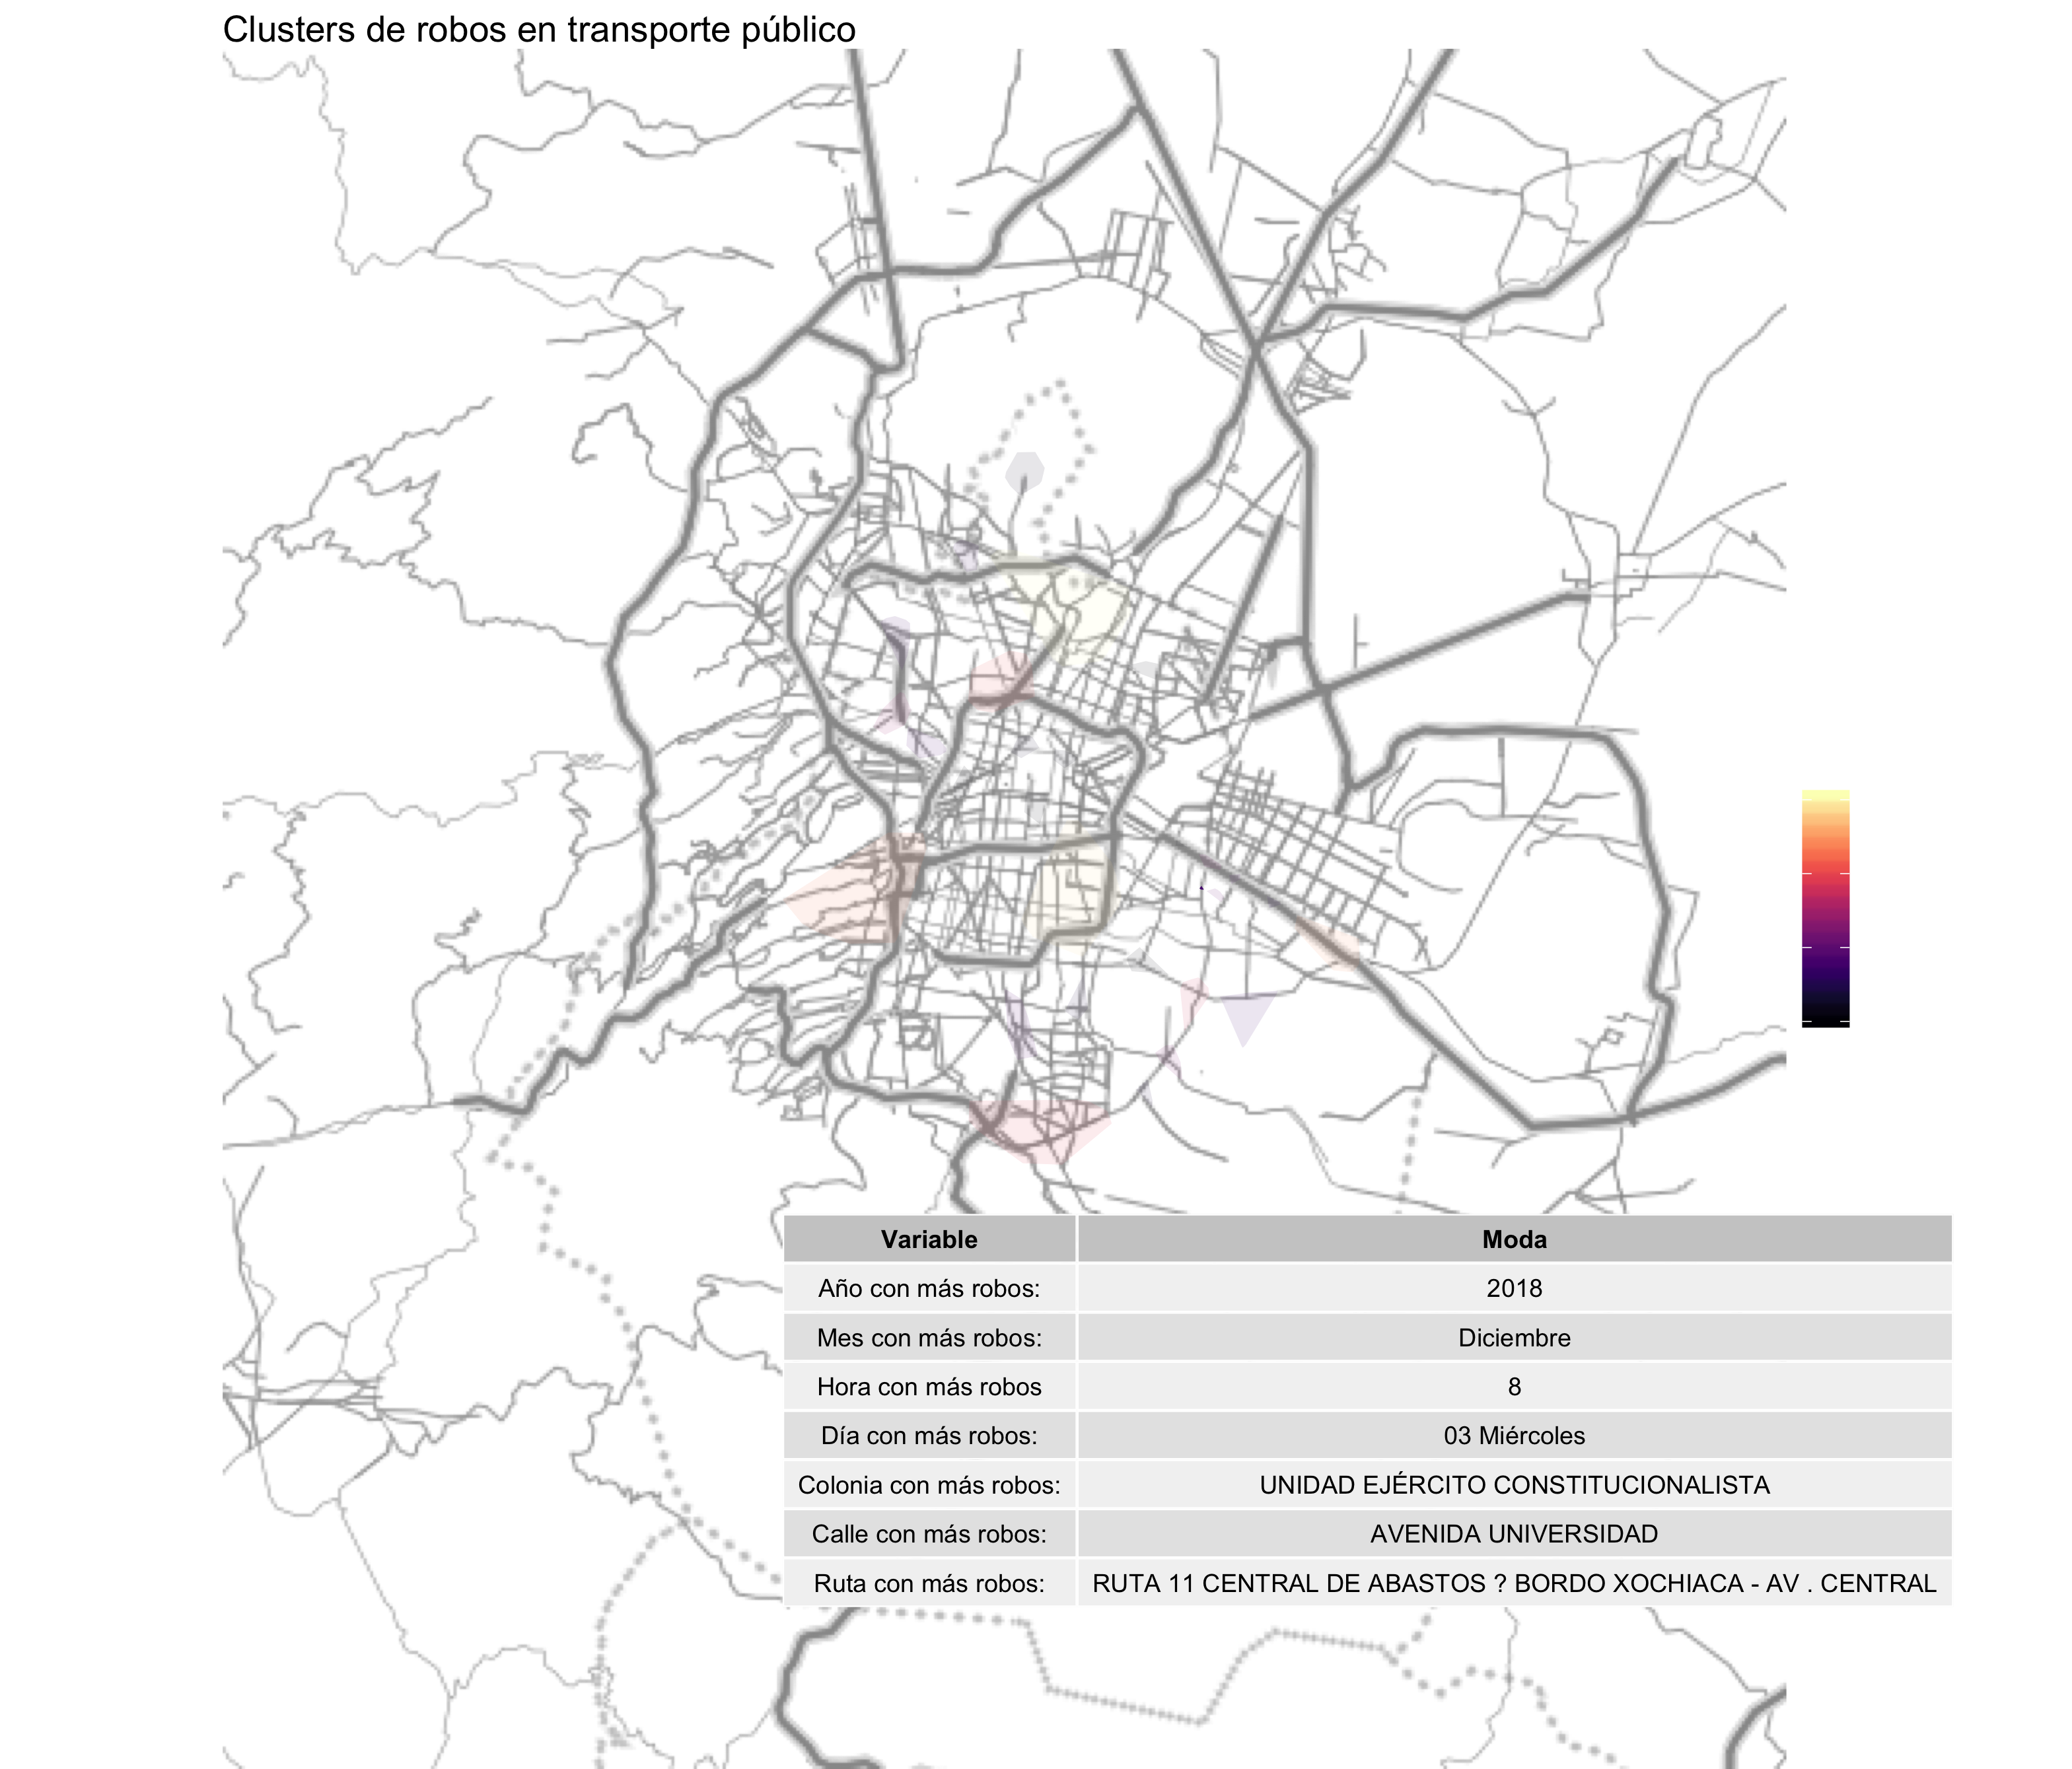 Clusters de robos en transporte público
Variable Moda
Año con más robos: 2018
Mes con más robos: Diciembre
Hora con más robos 8
Día con más robos: 03 Miércoles
Colonia con más robos: UNIDAD EJÉRCITO CONSTITUCIONALISTA
Calle con más robos: AVENIDA UNIVERSIDAD
Ruta con más robos: RUTA 11 CENTRAL DE ABASTOS ? BORDO XOCHIACA - AV . CENTRAL